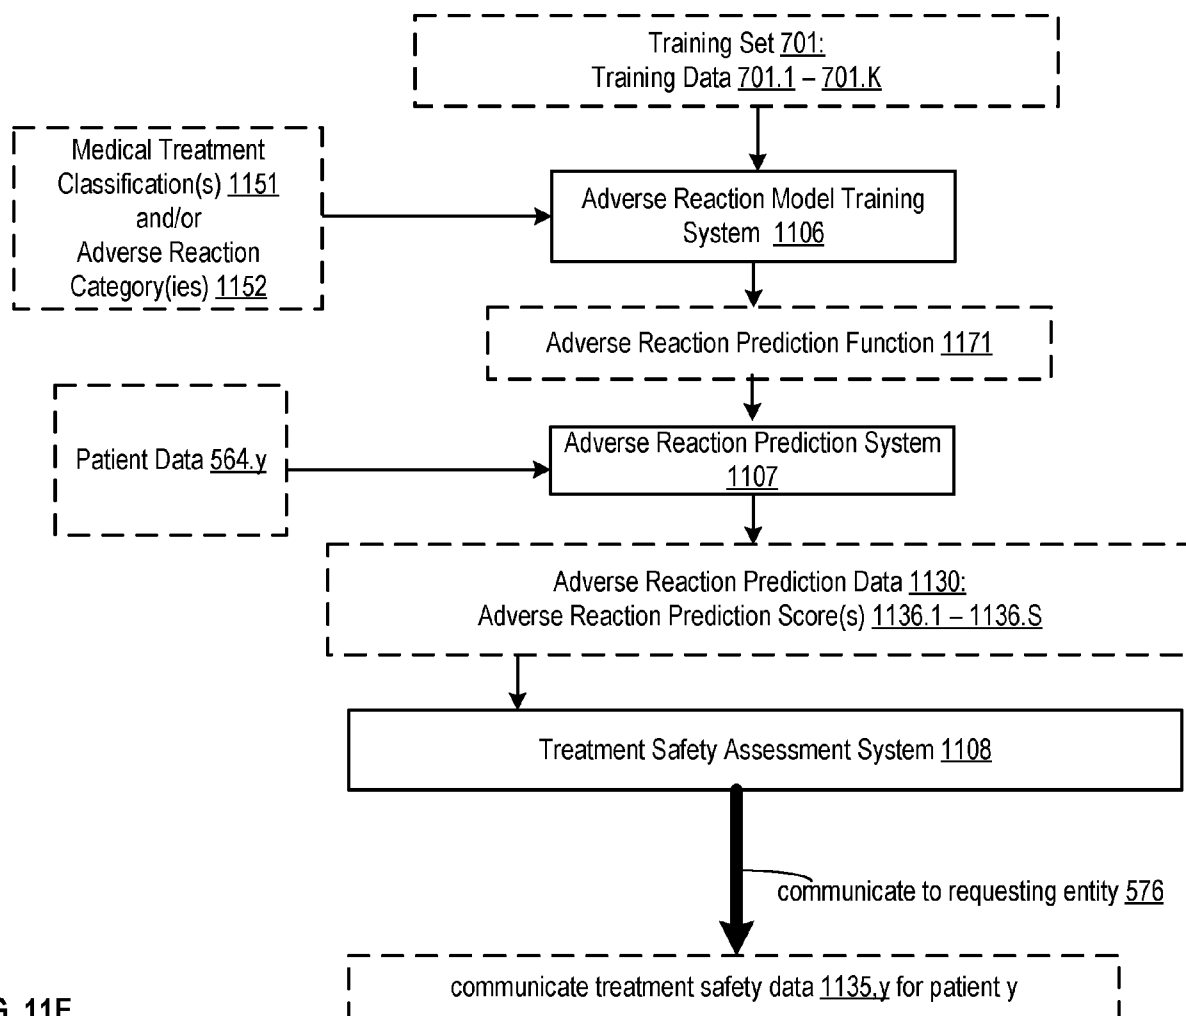 Training Set 701:
Training Data 701.1 – 701.K
Medical Treatment
Classification(s) 1151
and/or
Adverse Reaction
Category(ies) 1152
Adverse Reaction Model Training
System 1106
Adverse Reaction Prediction Function 1171
Patient Data 564.y
Adverse Reaction Prediction System
1107
Adverse Reaction Prediction Data 1130:
Adverse Reaction Prediction Score(s) 1136.1 – 1136.S
Treatment Safety Assessment System 1108
communicate to requesting entity 576
communicate treatment safety data 1135,y for patient y